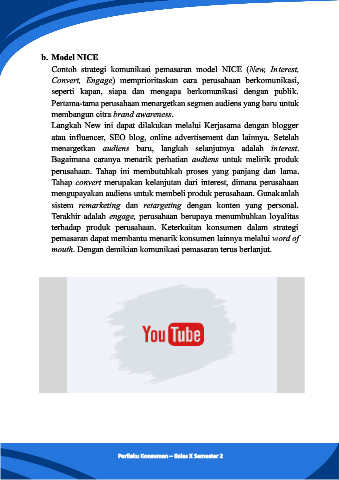 b. Model NICE
Contoh strategi komunikasi pemasaran model NICE (New, Interest,
Convert, Engage) memprioritaskan cara perusahaan berkomunikasi,
seperti kapan, siapa dan mengapa berkomunikasi dengan publik.
Pertama-tama perusahaan menargetkan segmen audiens yang baru untuk
membangun citra brand awareness.
Langkah New ini dapat dilakukan melalui Kerjasama dengan blogger
atau influencer, SEO blog, online advertisement dan lainnya. Setelah
menargetkan audiens baru, langkah selanjutnya adalah interest.
Bagaimana caranya menarik perhatian audiens untuk melirik produk
perusahaan. Tahap ini membutuhkah proses yang panjang dan lama.
Tahap convert merupakan kelanjutan dari interest, dimana perusahaan
mengupayakan audiens untuk membeli produk perusahaan. Gunakanlah
sistem remarketing dan retargeting dengan konten yang personal.
Terakhir adalah engage, perusahaan berupaya menumbuhkan loyalitas
terhadap produk perusahaan. Keterkaitan konsumen dalam strategi
pemasaran dapat membantu menarik konsumen lainnya melalui word of
mouth. Dengan demikian komunikasi pemasaran terus berlanjut.
YouTube
Perilaku Konsumen – Kelas X Semester 2